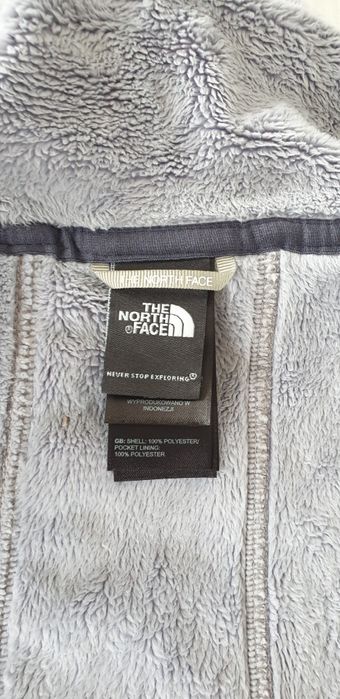 THE NORTH FACE
THE
NORTH
FACE®
NEVER STOP EXPLORING®
WYPRODUKOWANO W
INDONEZJI
GB: SHELL: 100% POLYESTER/
POCKET LINING:
100% POLYESTER